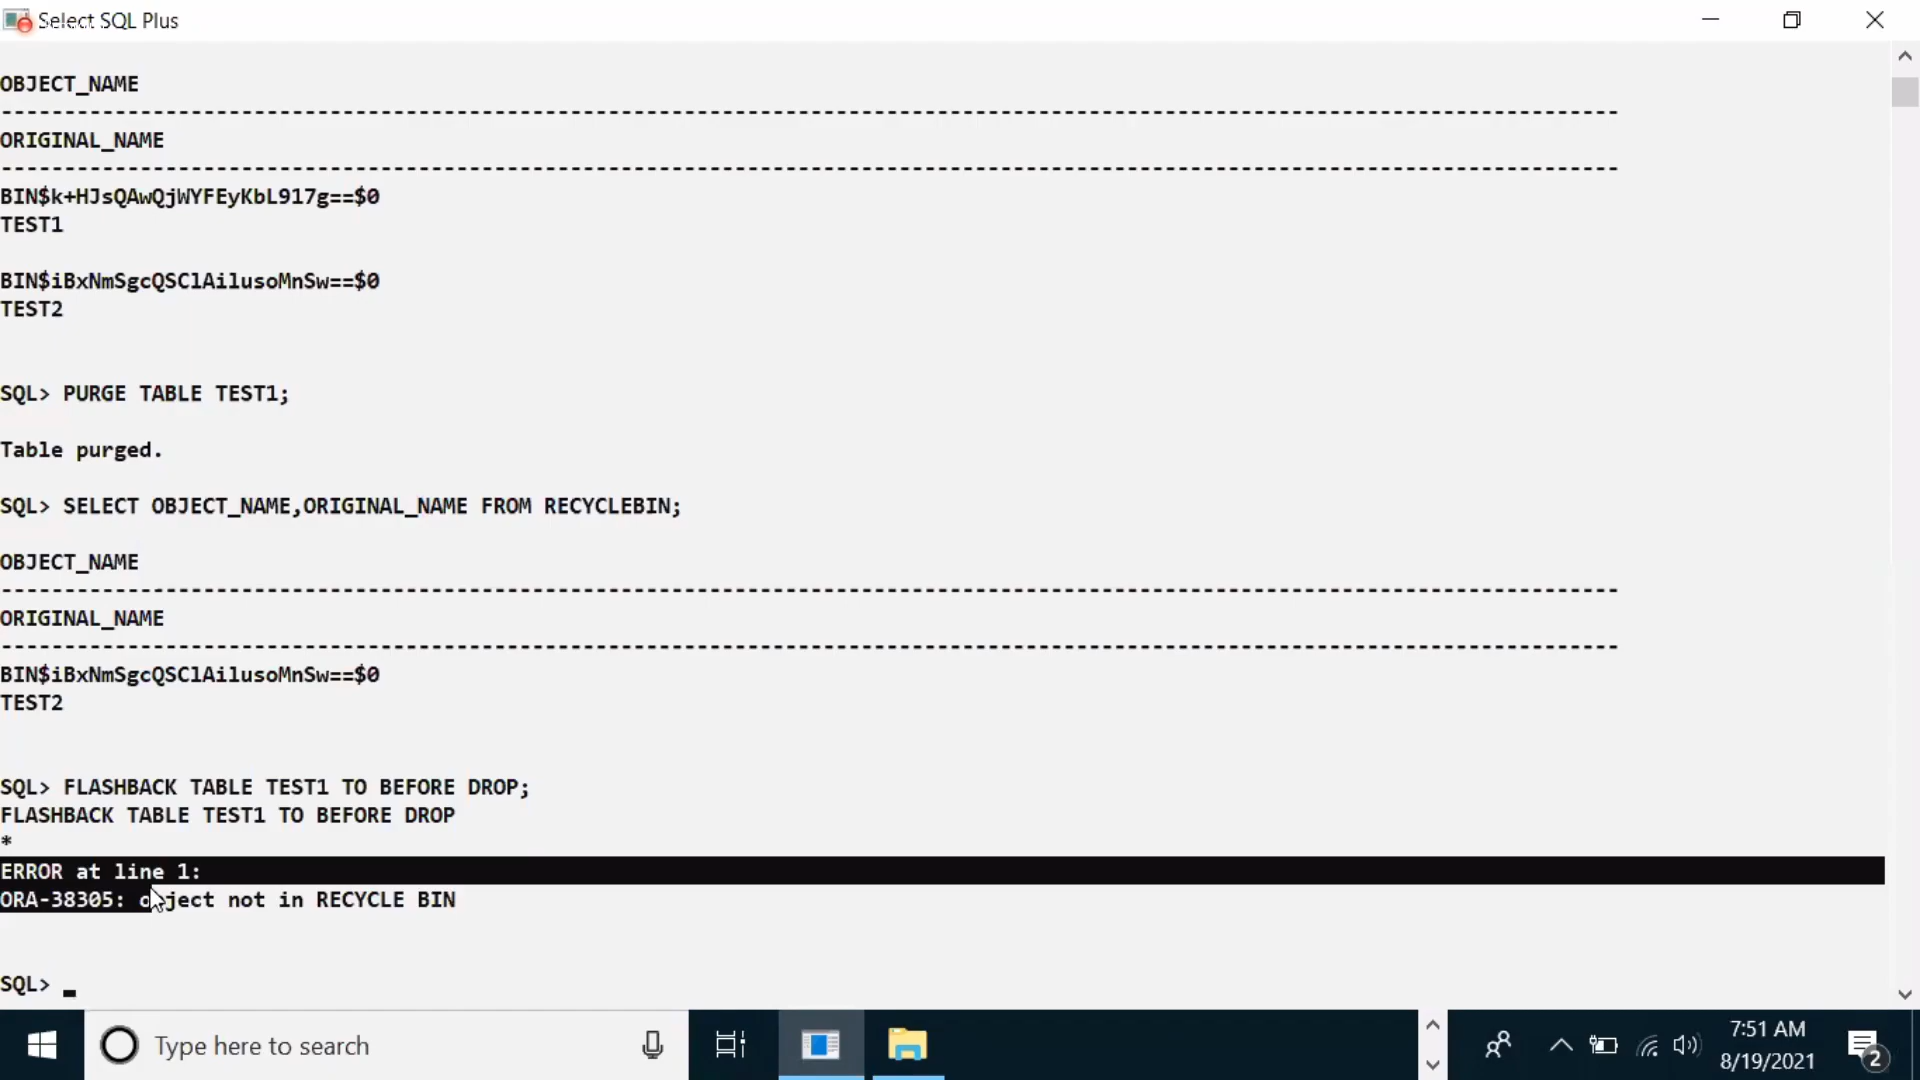 Select SQL Plus
OBJECT_NAME
--------------------------------------------------------------------------------------------------------------------------------
ORIGINAL_NAME
--------------------------------------------------------------------------------------------------------------------------------
BIN$k+HJsQAwQjWYFEyKbL917g==$0
TEST1
BIN$iBxNmSgcQSClAilusoMnSw==$0
TEST2
SQL> PURGE TABLE TEST1;
Table purged.
SQL> SELECT OBJECT_NAME,ORIGINAL_NAME FROM RECYCLEBIN;
OBJECT_NAME
--------------------------------------------------------------------------------------------------------------------------------
ORIGINAL_NAME
--------------------------------------------------------------------------------------------------------------------------------
BIN$iBxNmSgcQSClAilusoMnSw==$0
TEST2
SQL> FLASHBACK TABLE TEST1 TO BEFORE DROP;
FLASHBACK TABLE TEST1 TO BEFORE DROP
*
ERROR at line 1:
ORA-38305: object not in RECYCLE BIN
SQL> _
Type here to search
7:51 AM
8/19/2021
2